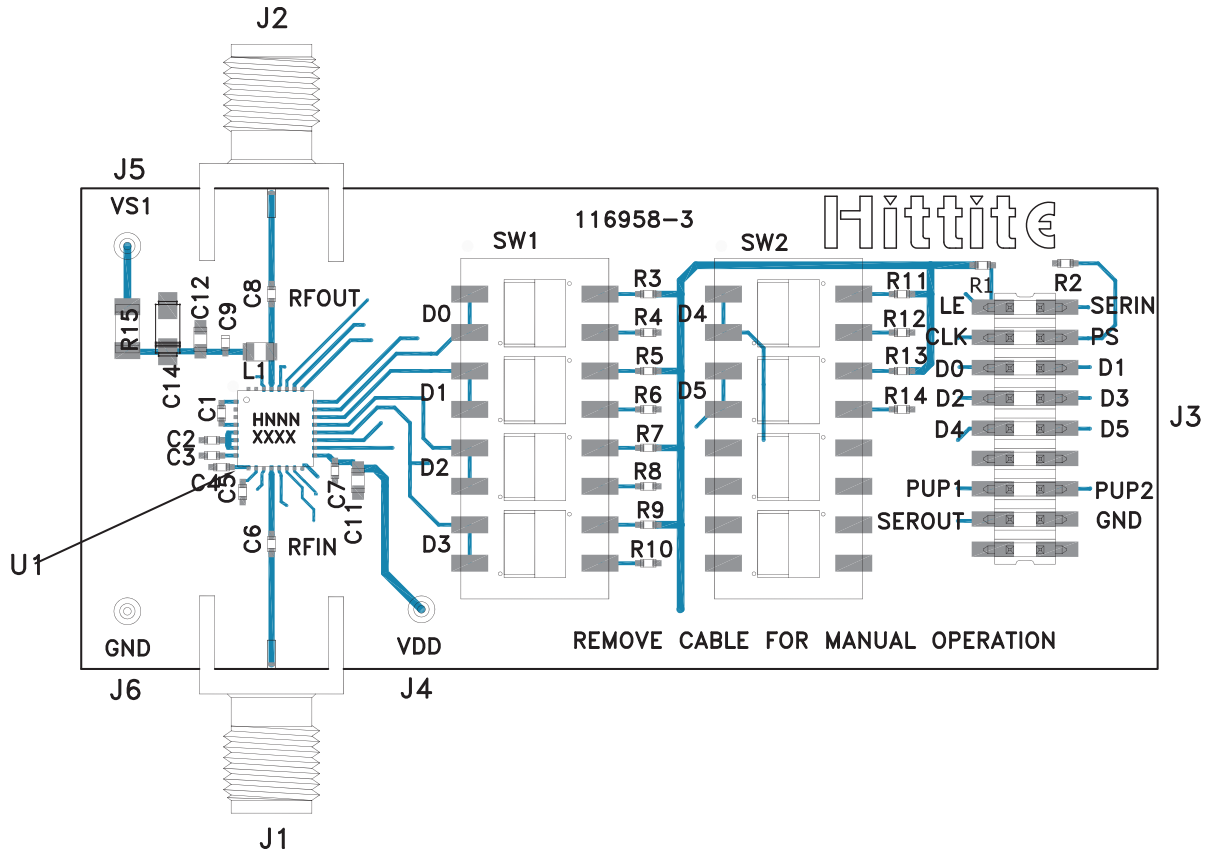 J2
J5
VS1
116958-3
Hittite
SW1
SW2
C12
C9
C8
RFOUT
R15
C14
L1
D0
D1
D2
D3
R3
R4
R5
R6
R7
R8
R9
R10
D4
D5
R11
R12
R13
R14
R1
R2
LE
SERIN
CLK
PS
D0
D1
D2
D3
D4
D5
PUP1
PUP2
SEROUT
GND
J3
C1
HNNN
XXXX
C2
C3
C4
C5
C7
C11
C6
RFIN
U1
GND
VDD
REMOVE CABLE FOR MANUAL OPERATION
J6
J4
J1